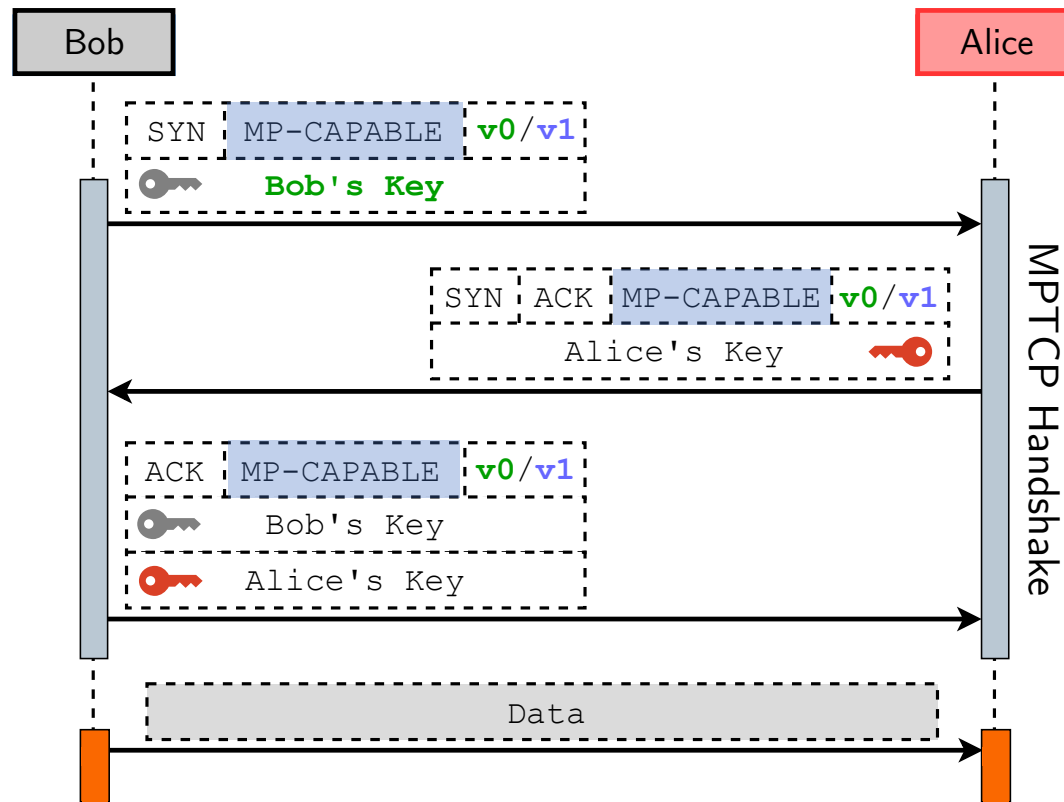 Bob
Alice
SYN MP-CAPABLE v0/v1
Bob's Key
SYN ACK MP-CAPABLE v0/v1
Alice's Key
MPTCP Handshake
ACK MP-CAPABLE v0/v1
Bob's Key
Alice's Key
Data